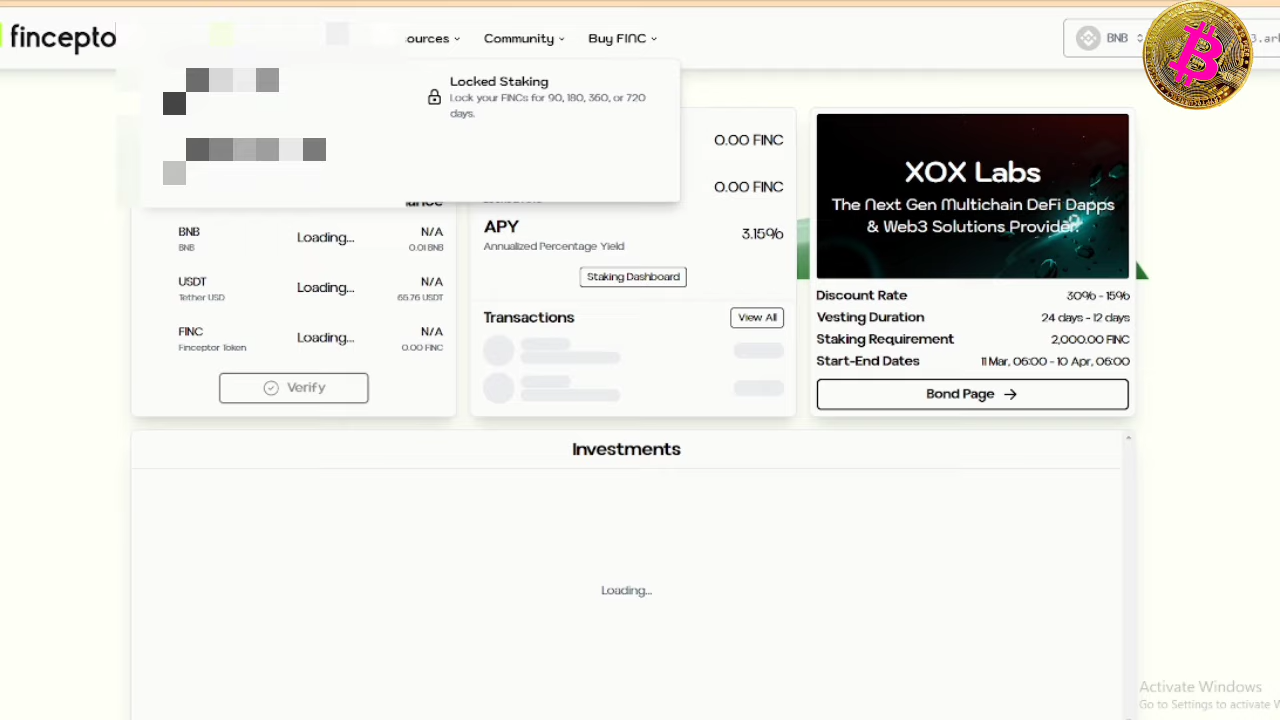 fincepto
ources
Community
Buy FINC
BNB
Locked Staking
Lock your FINCs for 90, 180, 360, or 720
days.
0.00 FINC
0.00 FINC
APY
Annualized Percentage Yield
3.15%
Staking Dashboard
BNB
BNB
Loading...
N/A
0.01 BNB
USDT
Tether USD
Loading...
N/A
65.76 USDT
FINC
Finceptor Token
Loading...
N/A
0.00 FINC
Verify
Transactions
View All
XOX Labs
The Next Gen Multichain DeFi Dapps
& Web3 Solutions Provider.
Discount Rate 30% - 15%
Vesting Duration 24 days - 12 days
Staking Requirement 2,000.00 FINC
Start-End Dates 11 Mar, 06:00 - 10 Apr, 06:00
Bond Page
Investments
Loading...
Activate Windows
Go to Settings to activate W